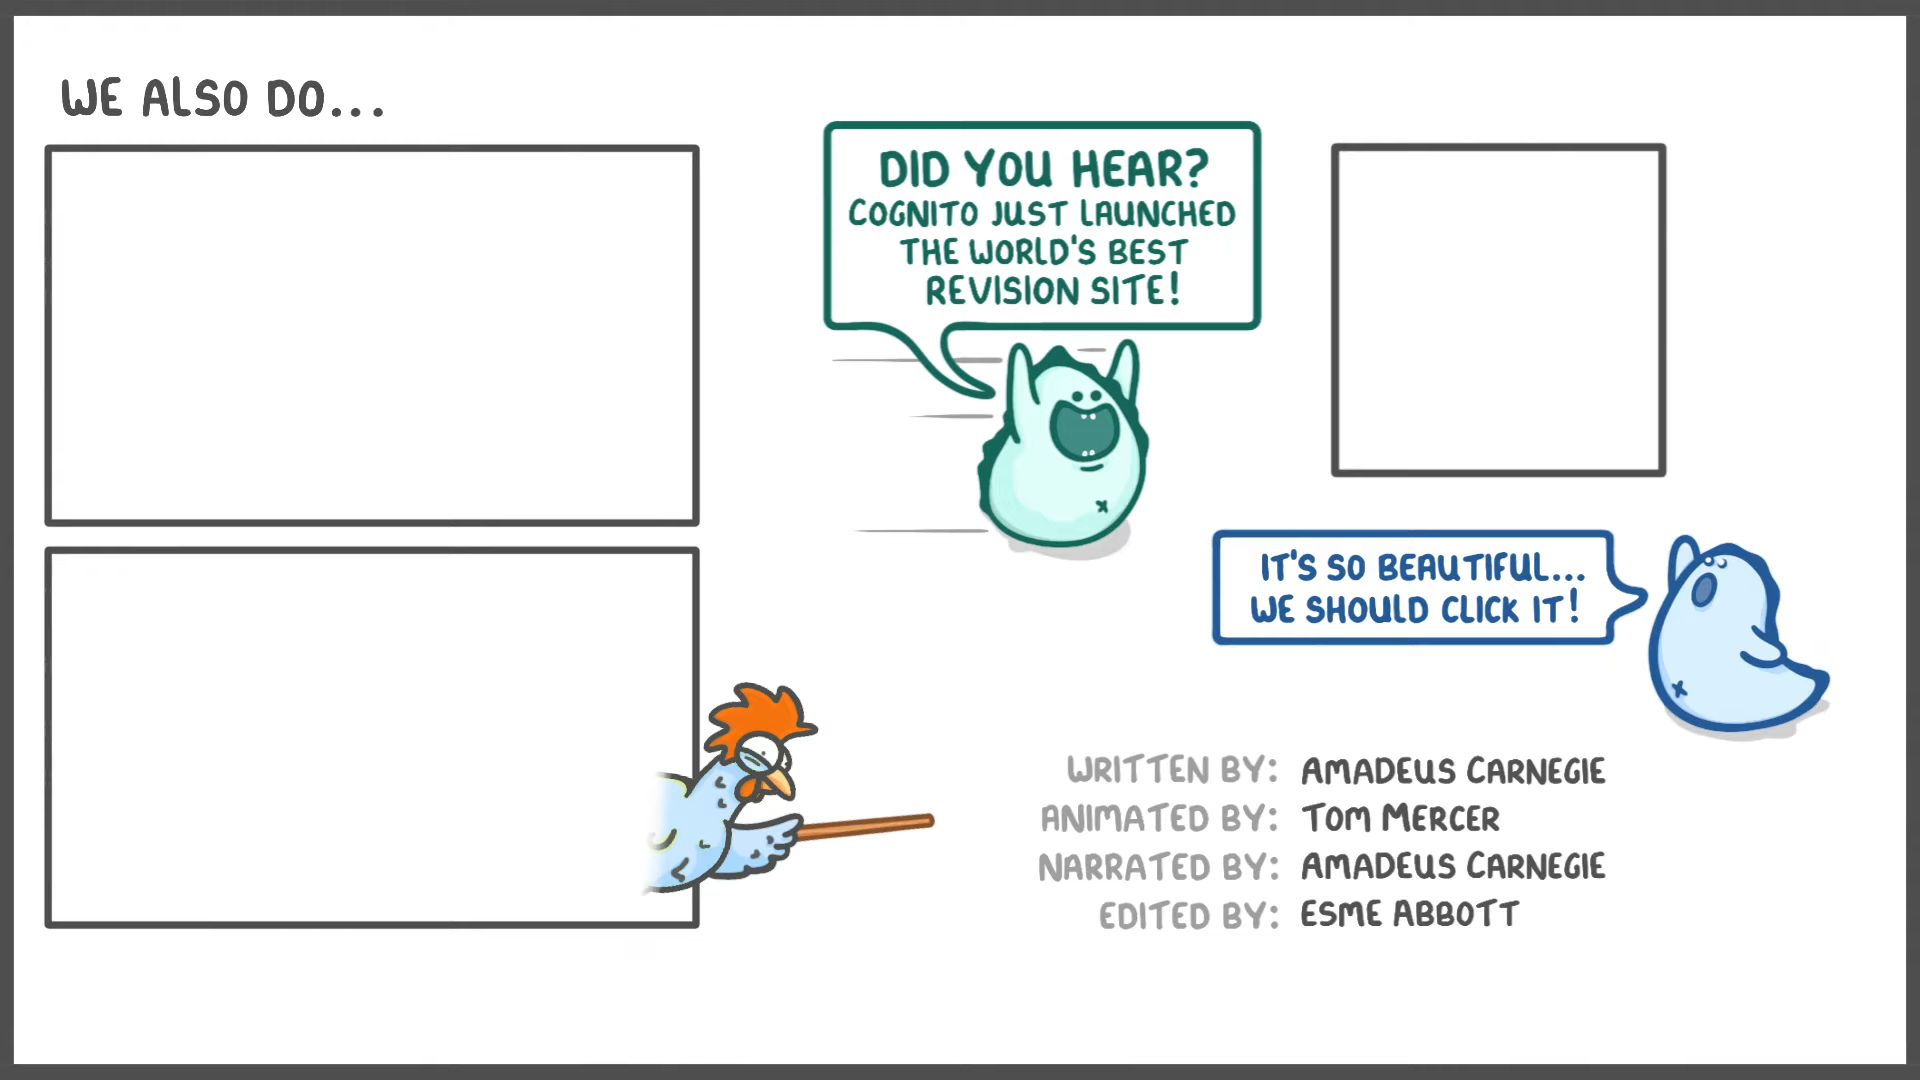 WE ALSO DO...
DID YOU HEAR?
COGNITO JUST LAUNCHED
THE WORLD'S BEST
REVISION SITE!
IT'S SO BEAUTIFUL...
WE SHOULD CLICK IT!
WRITTEN BY: AMADEUS CARNEGIE
ANIMATED BY: TOM MERCER
NARRATED BY: AMADEUS CARNEGIE
EDITED BY: ESME ABBOTT